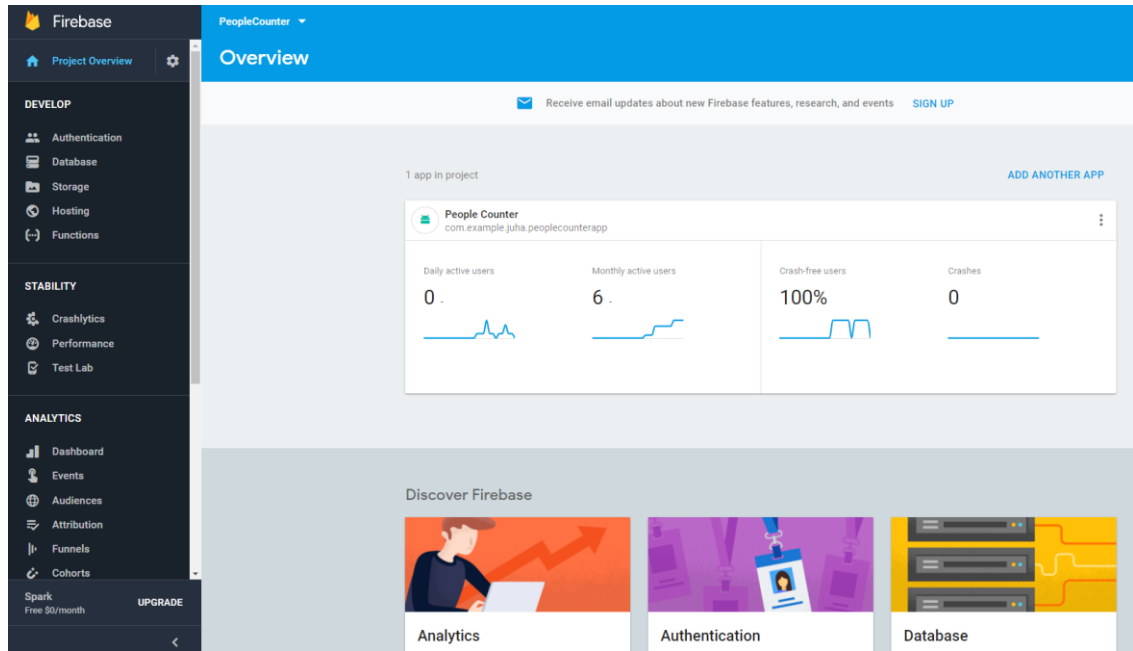 Firebase
PeopleCounter
Project Overview
Overview
Receive email updates about new Firebase features, research, and events SIGN UP
DEVELOP
Authentication
Database
Storage
Hosting
Functions
STABILITY
Crashlytics
Performance
Test Lab
ANALYTICS
Dashboard
Events
Audiences
Attribution
Funnels
Cohorts
Spark
Free $0/month
UPGRADE
1 app in project
ADD ANOTHER APP
People Counter
com.example.juha.peoplecounterapp
Daily active users Monthly active users Crash-free users Crashes
0 - 6 - 100% 0
Discover Firebase
Analytics Authentication Database